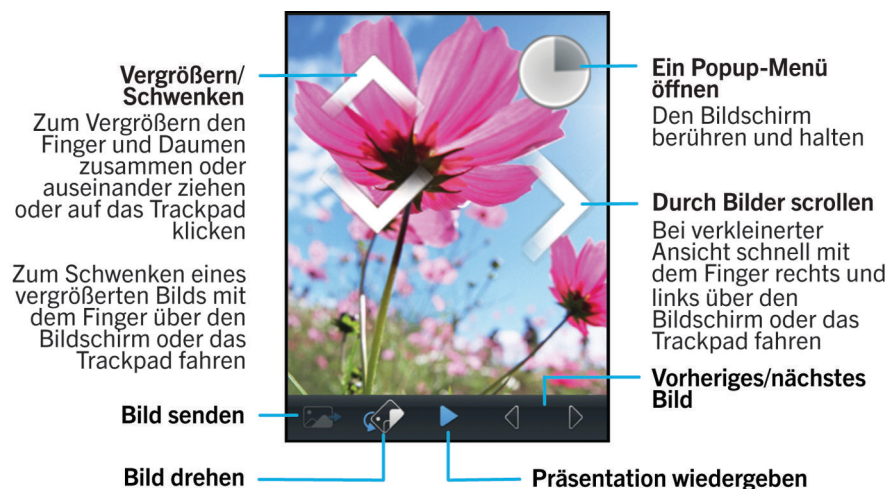 Vergrößern/
Schwenken
Zum Vergrößern den
Finger und Daumen
zusammen oder
auseinander ziehen
oder auf das Trackpad
klicken
Zum Schwenken eines
vergrößerten Bilds mit
dem Finger über den
Bildschirm oder das
Trackpad fahren
Bild senden
Bild drehen
Ein Popup-Menü
öffnen
Den Bildschirm
berühren und halten
Durch Bilder scrollen
Bei verkleinerter
Ansicht schnell mit
dem Finger rechts und
links über den
Bildschirm oder das
Trackpad fahren
Vorheriges/nächstes
Bild
Präsentation wiedergeben